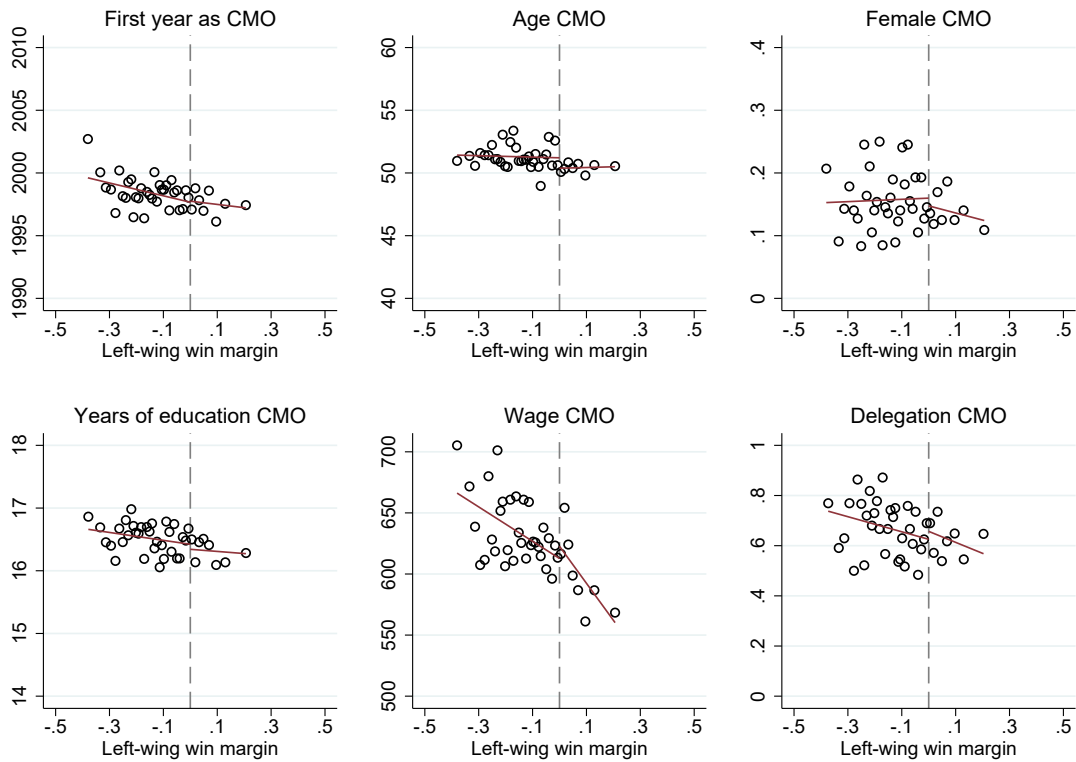 First year as CMO
2010
2005
2000
1995
1990
-.5 -.3 -.1 .1 .3 .5
Left-wing win margin
Age CMO
60
55
50
45
40
-.5 -.3 -.1 .1 .3 .5
Left-wing win margin
Female CMO
.4
.3
.2
.1
0
-.5 -.3 -.1 .1 .3 .5
Left-wing win margin
Years of education CMO
18
17
16
15
14
-.5 -.3 -.1 .1 .3 .5
Left-wing win margin
Wage CMO
700
650
600
550
500
-.5 -.3 -.1 .1 .3 .5
Left-wing win margin
Delegation CMO
1
.8
.6
.4
.2
0
-.5 -.3 -.1 .1 .3 .5
Left-wing win margin